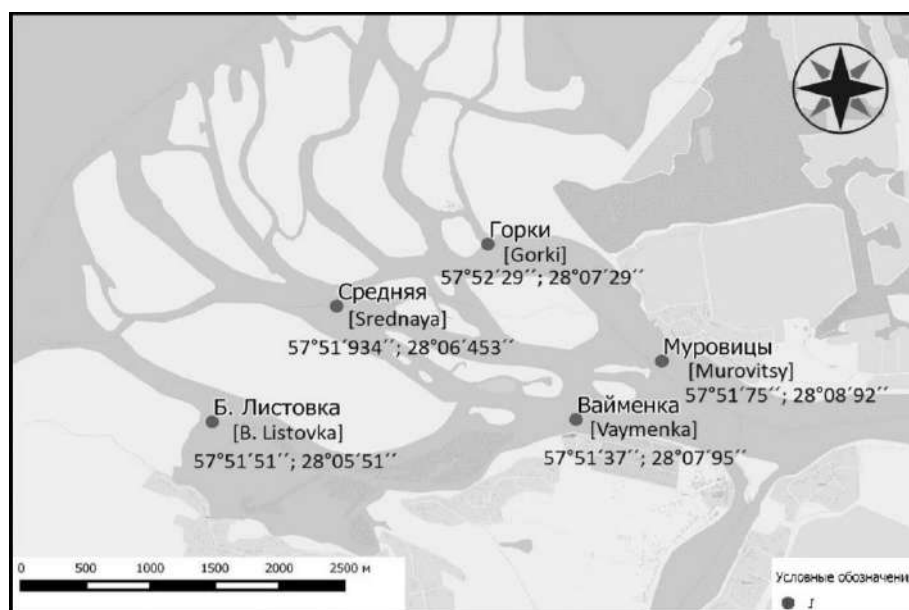 Горки
[Gorki]
57°52´29´´; 28°07´29´´
Средняя
[Srednaya]
57°51´934´´; 28°06´453´´
Муровицы
[Murovitsy]
57°51´75´´; 28°08´92´´
Б. Листовка
[B. Listovka]
57°51´51´´; 28°05´51´´
Вайменка
[Vaymenka]
57°51´37´´; 28°07´95´´
0 500 1000 1500 2000 2500 м
Условные обозначени